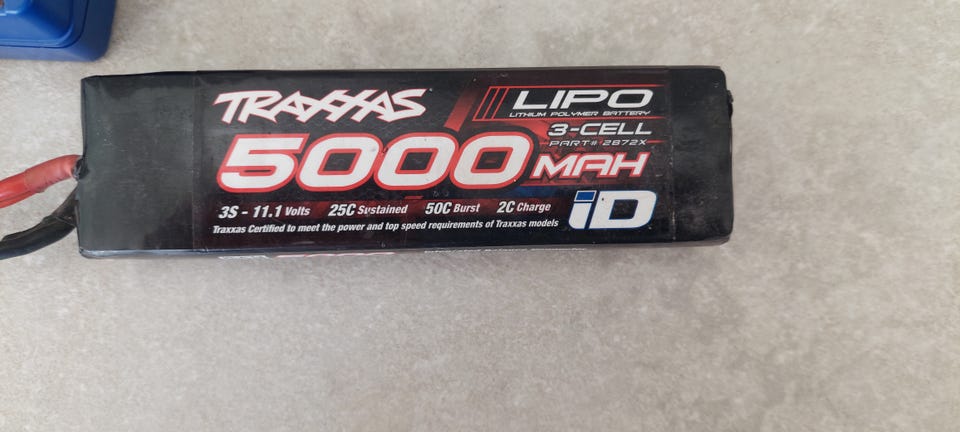 TRAXXAS
LIPO
LITHIUM POLYMER BATTERY
3-CELL
PART# 2872X
5000 MAH
3S - 11.1 Volts 25C Sustained 50C Burst 2C Charge
iD
Traxxas Certified to meet the power and top speed requirements of Traxxas models